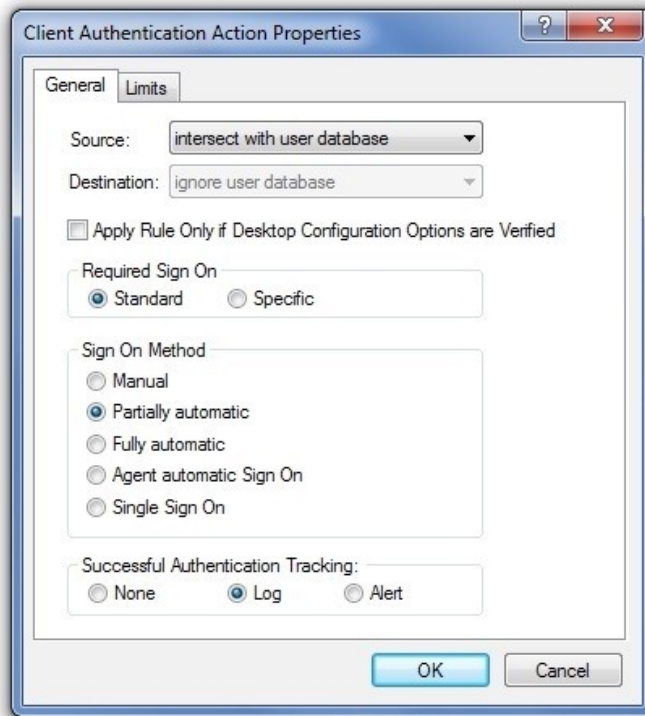 Client Authentication Action Properties
General Limits
Source: intersect with user database
Destination: ignore user database
Apply Rule Only if Desktop Configuration Options are Verified
Required Sign On
Standard Specific
Sign On Method
Manual
Partially automatic
Fully automatic
Agent automatic Sign On
Single Sign On
Successful Authentication Tracking:
None Log Alert
OK Cancel